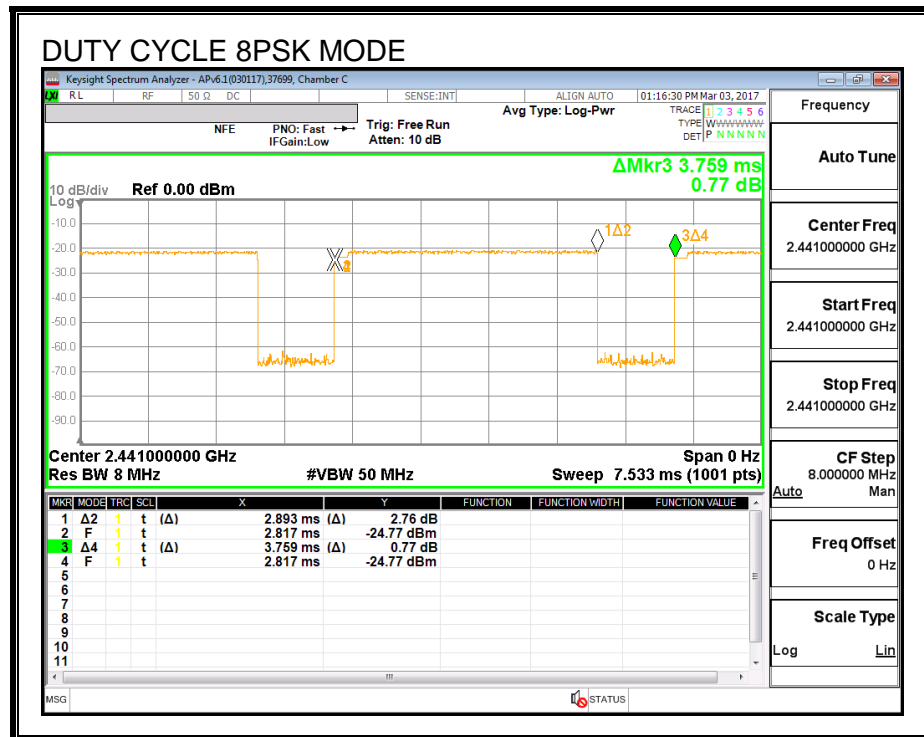 DUTY CYCLE 8PSK MODE
Keysight Spectrum Analyzer - APv6.1(030117),37699, Chamber C
LXI RL RF 50 Ω DC SENSE:INT ALIGN AUTO 01:16:30 PM Mar 03, 2017
NFE PNO: Fast IFGain:Low Trig: Free Run Atten: 10 dB Avg Type: Log-Pwr
TRACE 1 2 3 4 5 6
TYPE WWWWWWW
DET P N N N N N
ΔMkr3 3.759 ms
0.77 dB
10 dB/div Ref 0.00 dBm
Log
-10.0
-20.0
-30.0
-40.0
-50.0
-60.0
-70.0
-80.0
-90.0
1Δ2
3Δ4
Center 2.441000000 GHz Span 0 Hz
Res BW 8 MHz #VBW 50 MHz Sweep 7.533 ms (1001 pts)
MKR MODE TRC SCL X Y FUNCTION FUNCTION WIDTH FUNCTION VALUE
1 Δ2 1 t (Δ) 2.893 ms (Δ) 2.76 dB
2 F 1 t 2.817 ms -24.77 dBm
3 Δ4 1 t (Δ) 3.759 ms (Δ) 0.77 dB
4 F 1 t 2.817 ms -24.77 dBm
5
6
7
8
9
10
11
MSG STATUS
Frequency
Auto Tune
Center Freq
2.441000000 GHz
Start Freq
2.441000000 GHz
Stop Freq
2.441000000 GHz
CF Step
8.000000 MHz
Auto Man
Freq Offset
0 Hz
Scale Type
Log Lin